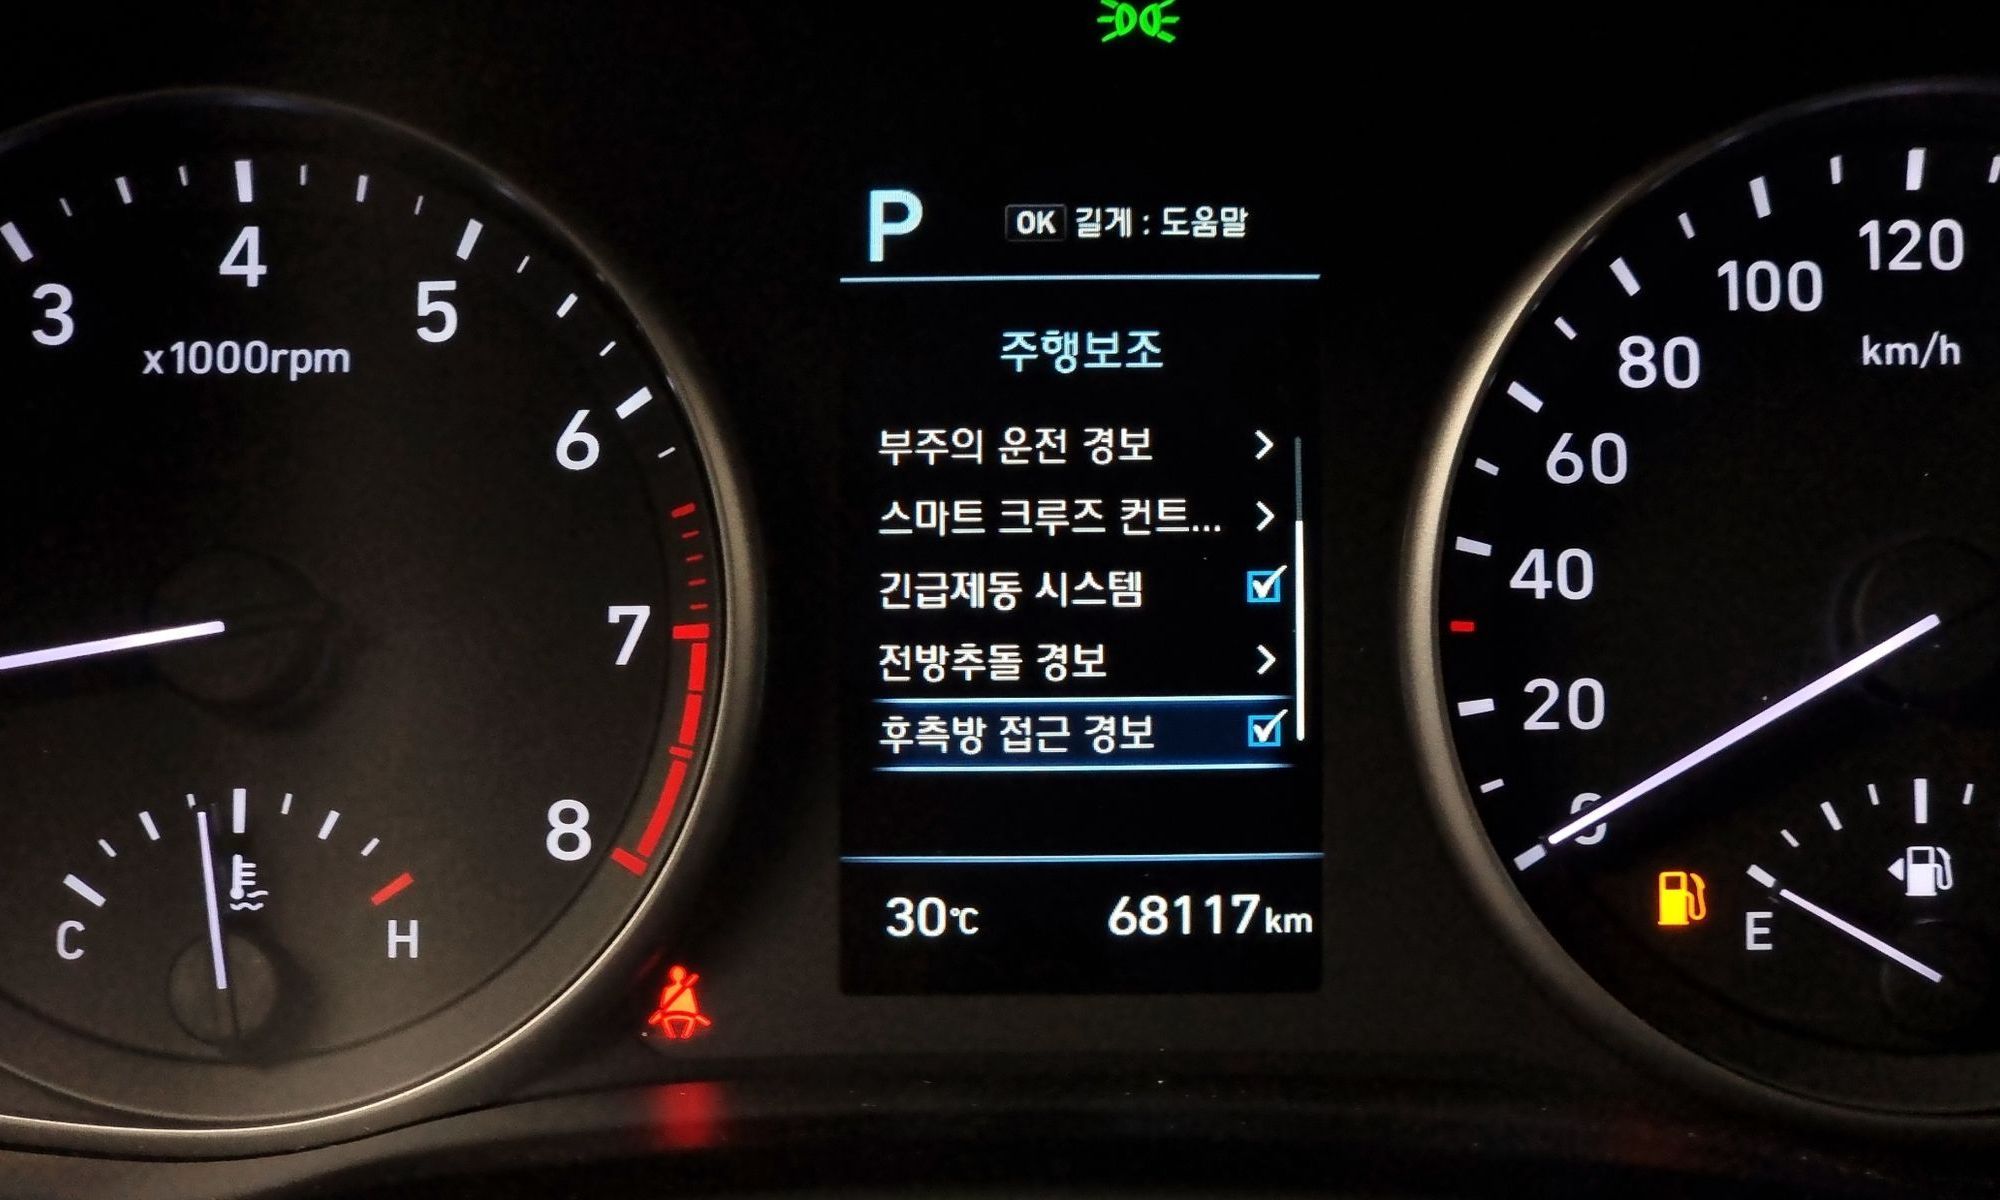 3
4
5
x1000rpm
6
7
8
C
H
P
OK 길게 : 도움말
주행보조
부주의 운전 경보
스마트 크루즈 컨트...
긴급제동 시스템
전방추돌 경보
후측방 접근 경보
30℃ 68117km
120
100
km/h
80
60
40
20
0
E